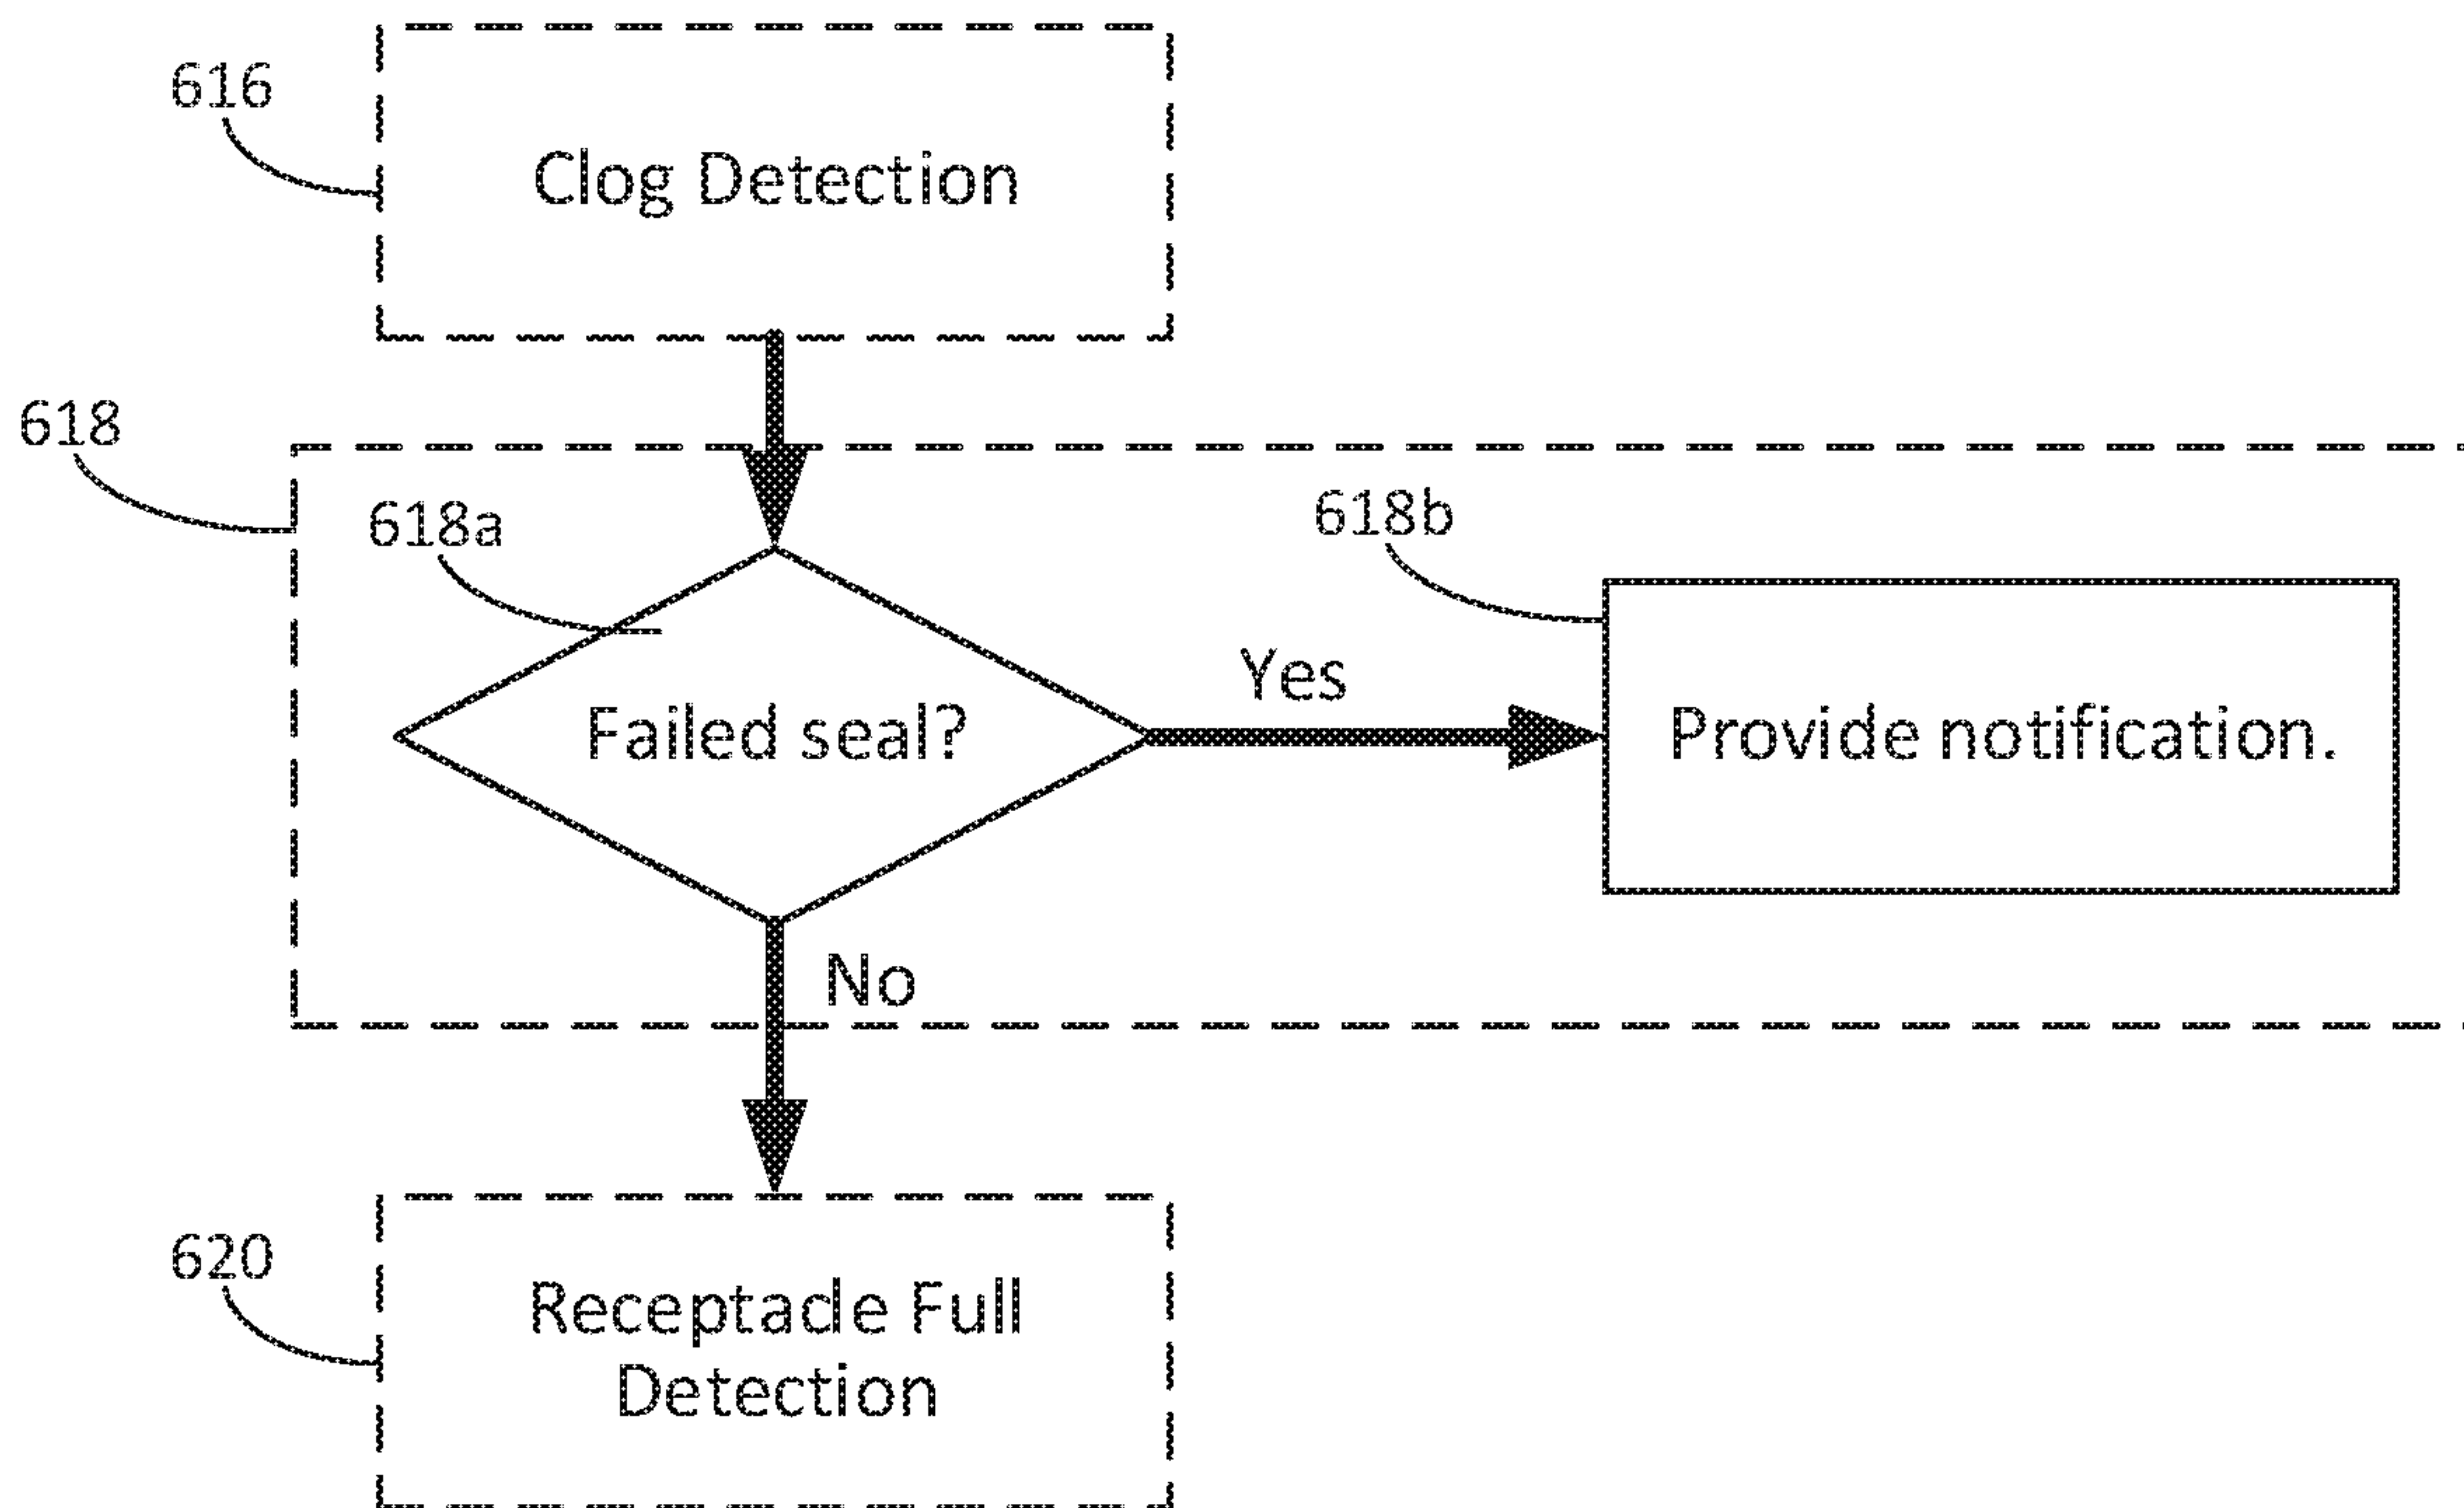 616
Clog Detection
618
618a
618b
Yes
Failed seal?
Provide notification.
No
620
Receptacle Full
Detection